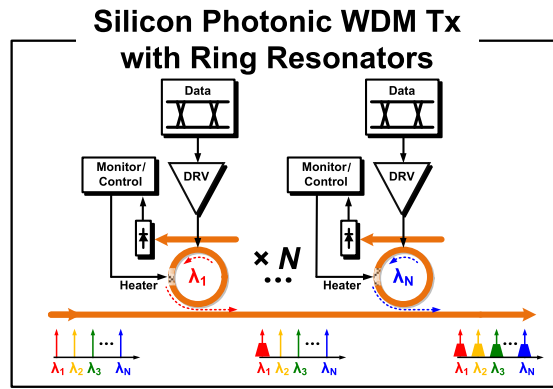 Silicon Photonic WDM Tx
with Ring Resonators
Data
Data
DRV
DRV
Monitor/
Control
Monitor/
Control
λ1
× N
...
λN
Heater
Heater
...
λ1 λ2 λ3 λN
...
λ1 λ2 λ3 λN
...
λ1 λ2 λ3 λN